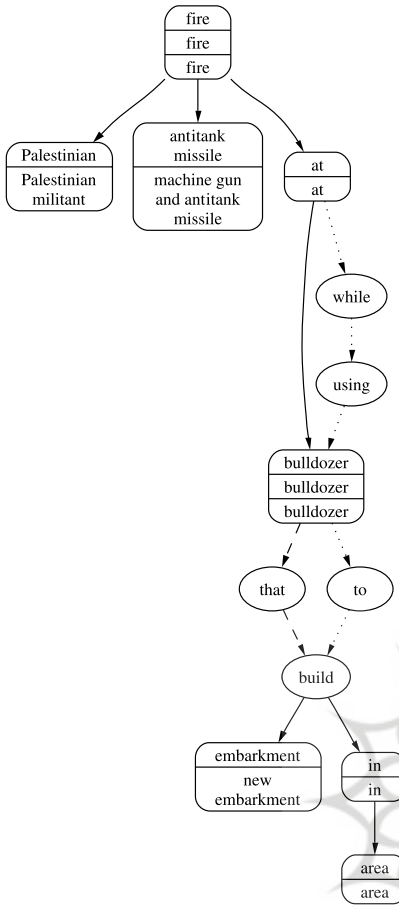 fire
fire
fire
Palestinian
Palestinian
militant
antitank
missile
machine gun
and antitank
missile
at
at
while
using
bulldozer
bulldozer
bulldozer
that
to
build
embarkment
new
embarkment
in
in
area
area